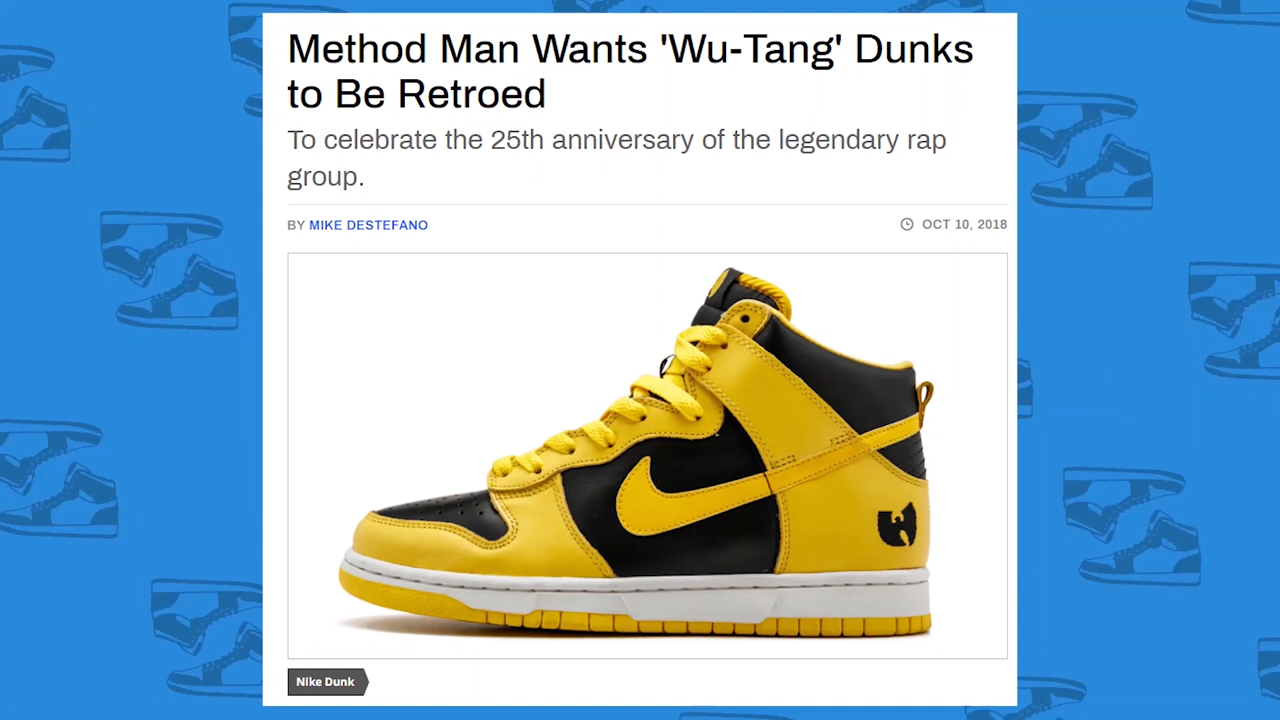 Method Man Wants 'Wu-Tang' Dunks
to Be Retroed
To celebrate the 25th anniversary of the legendary rap
group.
BY MIKE DESTEFANO
OCT 10, 2018
Nike Dunk